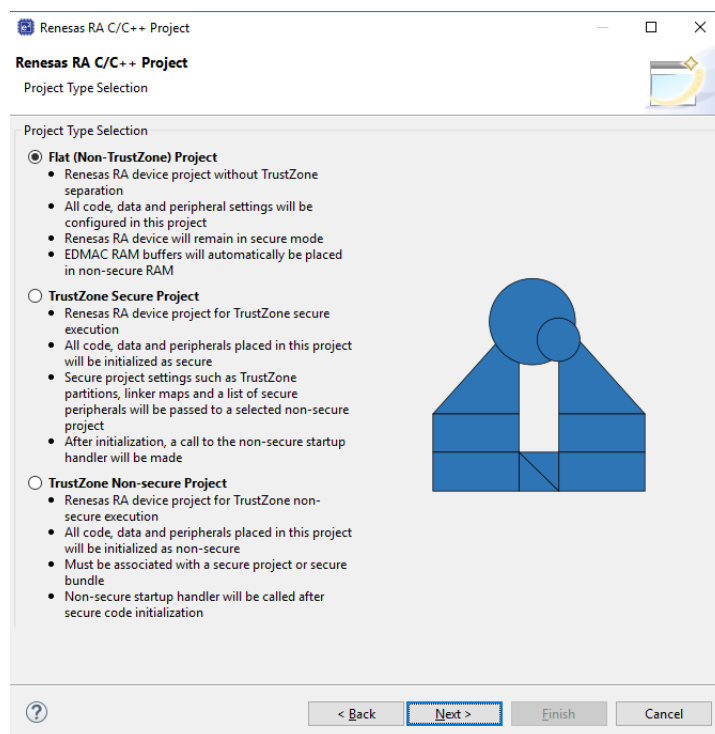 Renesas RA C/C++ Project
Renesas RA C/C++ Project
Project Type Selection
Project Type Selection
Flat (Non-TrustZone) Project
• Renesas RA device project without TrustZone
separation
• All code, data and peripheral settings will be
configured in this project
• Renesas RA device will remain in secure mode
• EDMAC RAM buffers will automatically be placed
in non-secure RAM
TrustZone Secure Project
• Renesas RA device project for TrustZone secure
execution
• All code, data and peripherals placed in this project
will be initialized as secure
• Secure project settings such as TrustZone
partitions, linker maps and a list of secure
peripherals will be passed to a selected non-secure
project
• After initialization, a call to the non-secure startup
handler will be made
TrustZone Non-secure Project
• Renesas RA device project for TrustZone non-
secure execution
• All code, data and peripherals placed in this project
will be initialized as non-secure
• Must be associated with a secure project or secure
bundle
• Non-secure startup handler will be called after
secure code initialization
? < Back Next > Finish Cancel